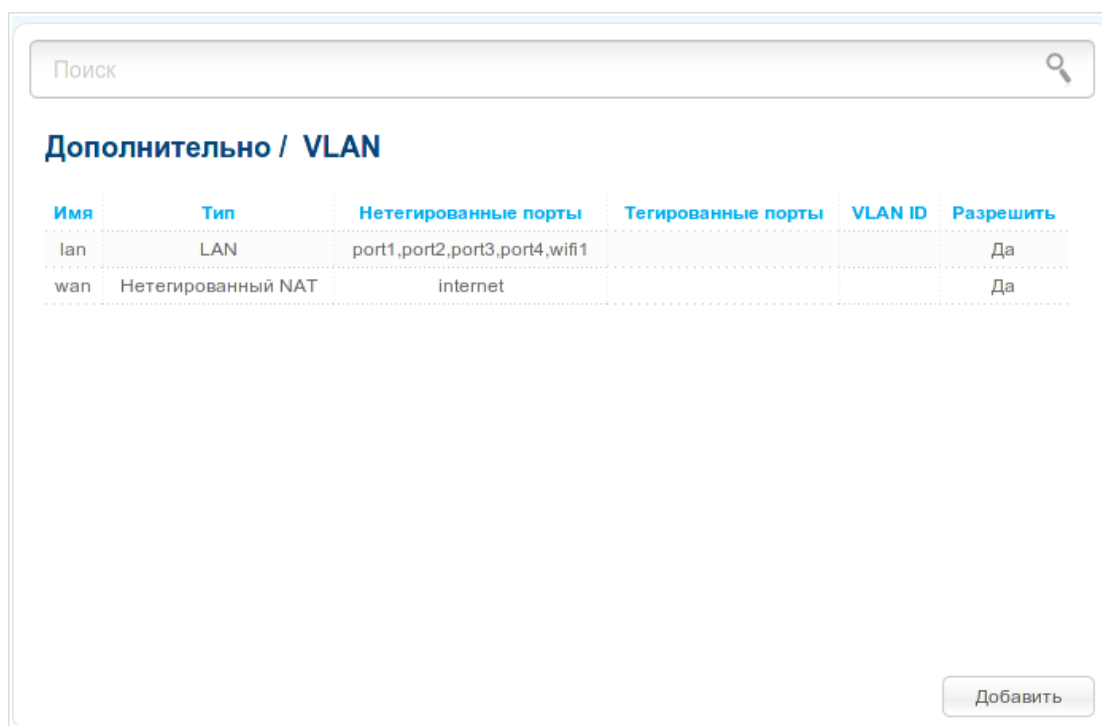 Поиск
Дополнительно / VLAN
Имя Тип Нетегированные порты Тегированные порты VLAN ID Разрешить
lan LAN port1,port2,port3,port4,wifi1 Да
wan Нетегированный NAT internet Да
Добавить